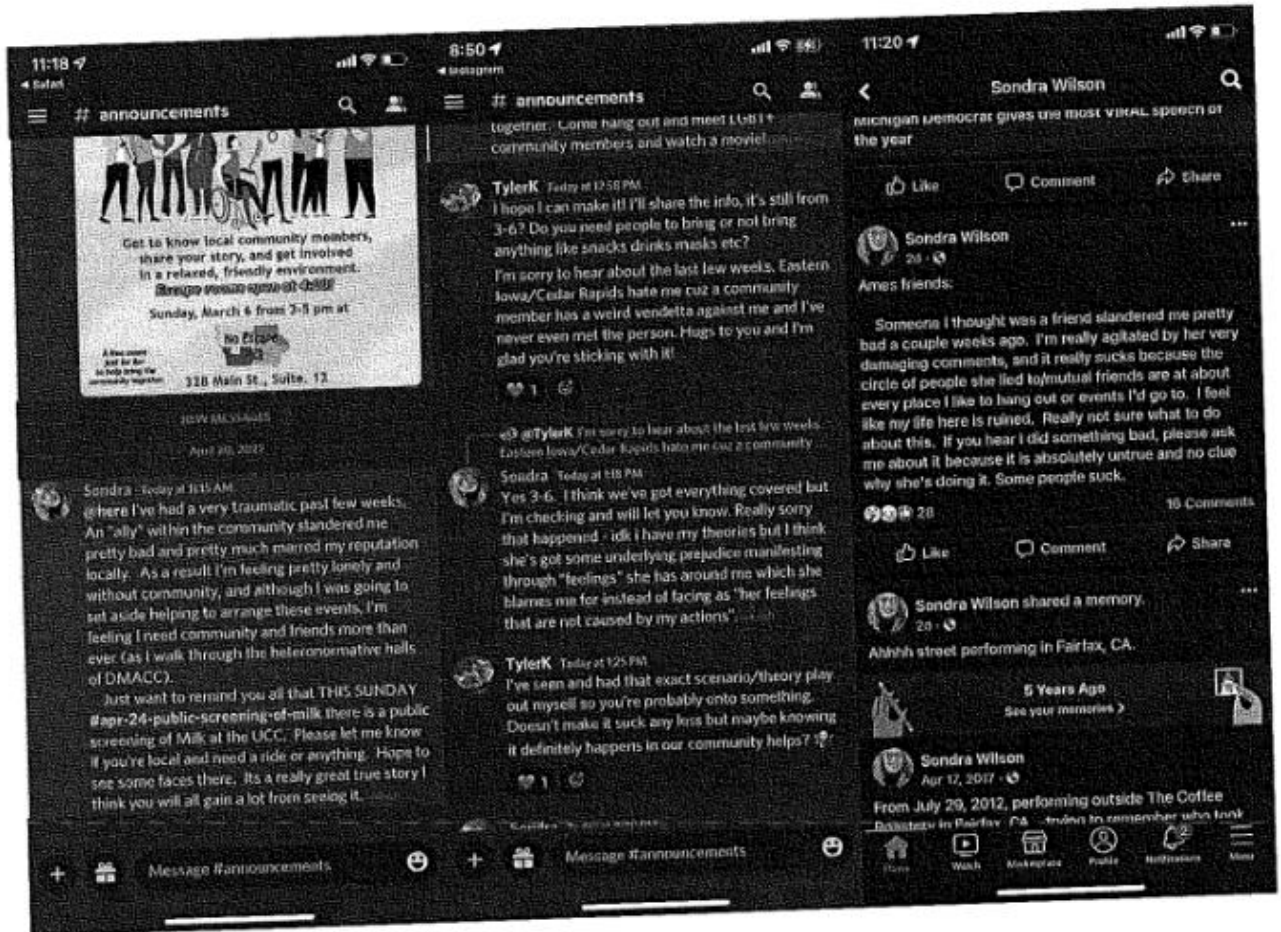 11:18
Safari
# announcements
Get to know local community members,
share your story, and get involved
in a relaxed, friendly environment.
Escape rooms open at
Sunday, March 6 from 2-5 pm at
No Escape
328 Main St., Suite. 12
NEW MESSAGES
April 20, 2022
Sondra Today at 11:15 AM
@here I've had a very traumatic past few weeks.
An "ally" within the community slandered me
pretty bad and pretty much marred my reputation
locally. As a result I'm feeling pretty lonely and
without community, and although I was going to
set aside helping to arrange these events, I'm
feeling I need community and friends more than
ever (as I walk through the heteronormative halls
of DMACC).
Just want to remind you all that THIS SUNDAY
#apr-24-public-screening-of-milk there is a public
screening of Milk at the UCC. Please let me know
if you're local and need a ride or anything. Hope to
see some faces there. Its a really great true story I
think you will all gain a lot from seeing it.
Message #announcements
8:50
Instagram
# announcements
together. Come hang out and meet LGBT+
community members and watch a movie!
TylerK Today at 12:58 PM
I hope I can make it! I'll share the info, it's still from
3-6? Do you need people to bring or not bring
anything like snacks drinks masks etc?
I'm sorry to hear about the last few weeks. Eastern
Iowa/Cedar Rapids hate me cuz a community
member has a weird vendetta against me and I've
never even met the person. Hugs to you and I'm
glad you're sticking with it!
1
@TylerK I'm sorry to hear about the last few weeks.
Eastern Iowa/Cedar Rapids hate me cuz a community
Sondra Today at 1:18 PM
Yes 3-6. I think we've got everything covered but
I'm checking and will let you know. Really sorry
that happened - idk i have my theories but I think
she's got some underlying prejudice manifesting
through "feelings" she has around me which she
blames me for instead of facing as "her feelings
that are not caused by my actions".
TylerK Today at 1:25 PM
I've seen and had that exact scenario/theory play
out myself so you're probably onto something.
Doesn't make it suck any less but maybe knowing
it definitely happens in our community helps?
1
Message #announcements
11:20
Sondra Wilson
Michigan Democrat gives the most VIRAL speech of
the year
Like Comment Share
Sondra Wilson
2d
Ames friends:
Someone I thought was a friend slandered me pretty
bad a couple weeks ago. I'm really agitated by her very
damaging comments, and it really sucks because the
circle of people she lied to/mutual friends are at about
every place I like to hang out or events I'd go to. I feel
like my life here is ruined. Really not sure what to do
about this. If you hear I did something bad, please ask
me about it because it is absolutely untrue and no clue
why she's doing it. Some people suck.
28 16 Comments
Like Comment Share
Sondra Wilson shared a memory.
2d
Ahhhh street performing in Fairfax, CA.
5 Years Ago
See your memories >
Sondra Wilson
Apr 17, 2017
From July 29, 2012, performing outside The Coffee
Roastery in Fairfax, CA trying to remember who took
Home Watch Marketplace Profile Notifications Menu
2